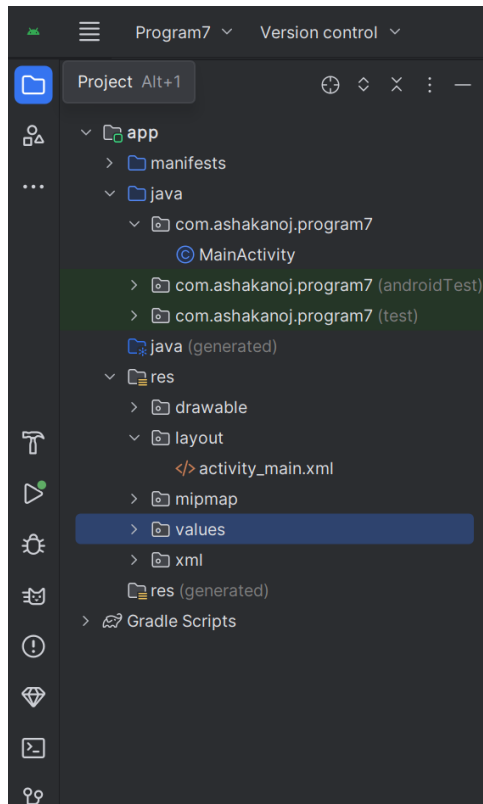 Program7 Version control
Project Alt+1
app
manifests
java
com.ashakanoj.program7
MainActivity
com.ashakanoj.program7 (androidTest)
com.ashakanoj.program7 (test)
java (generated)
res
drawable
layout
</> activity_main.xml
mipmap
values
xml
res (generated)
Gradle Scripts